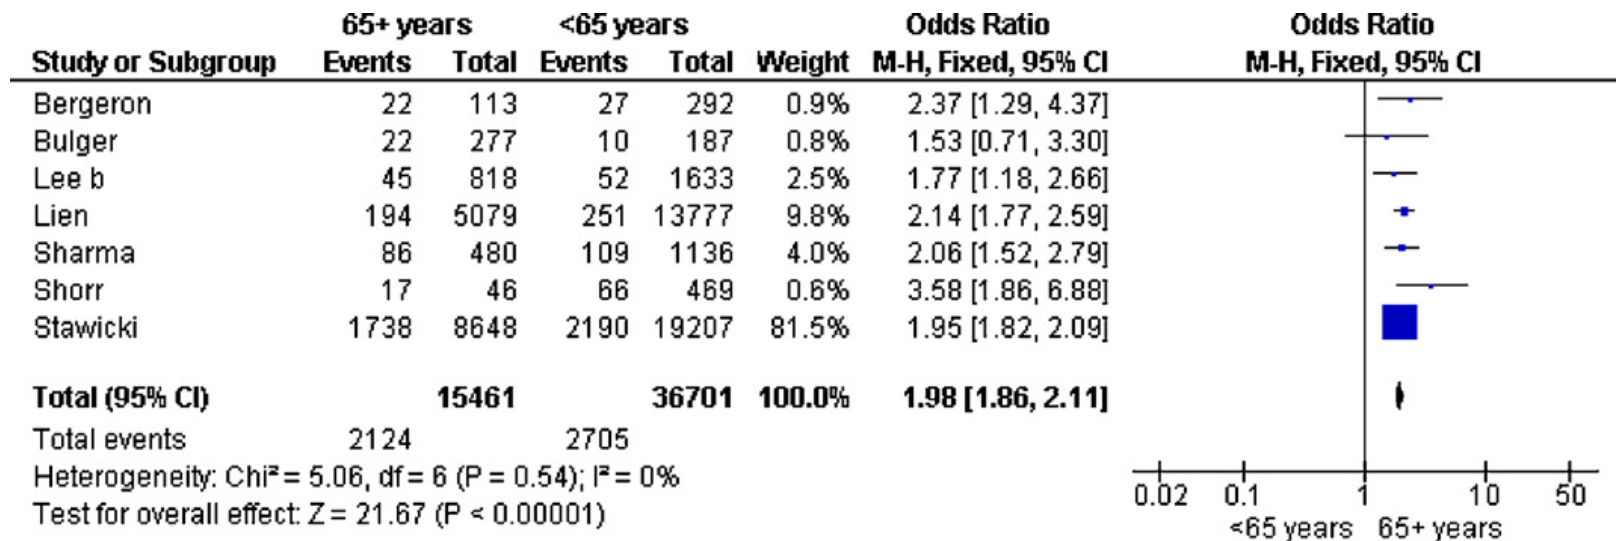 65+ years <65 years Odds Ratio Odds Ratio
Study or Subgroup Events Total Events Total Weight M-H, Fixed, 95% CI M-H, Fixed, 95% CI
Bergeron 22 113 27 292 0.9% 2.37 [1.29, 4.37]
Bulger 22 277 10 187 0.8% 1.53 [0.71, 3.30]
Lee b 45 818 52 1633 2.5% 1.77 [1.18, 2.66]
Lien 194 5079 251 13777 9.8% 2.14 [1.77, 2.59]
Sharma 86 480 109 1136 4.0% 2.06 [1.52, 2.79]
Shorr 17 46 66 469 0.6% 3.58 [1.86, 6.88]
Stawicki 1738 8648 2190 19207 81.5% 1.95 [1.82, 2.09]
Total (95% CI) 15461 36701 100.0% 1.98 [1.86, 2.11]
Total events 2124 2705
Heterogeneity: Chi² = 5.06, df = 6 (P = 0.54); I² = 0%
Test for overall effect: Z = 21.67 (P < 0.00001)
0.02 0.1 1 10 50
<65 years 65+ years